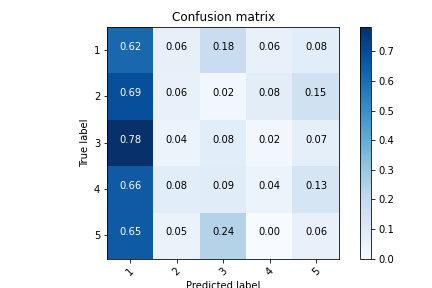 Confusion matrix
1 0.62 0.06 0.18 0.06 0.08
2 0.69 0.06 0.02 0.08 0.15
3 0.78 0.04 0.08 0.02 0.07
4 0.66 0.08 0.09 0.04 0.13
5 0.65 0.05 0.24 0.00 0.06
1 2 3 4 5
True label
Predicted label
0.7
0.6
0.5
0.4
0.3
0.2
0.1
0.0